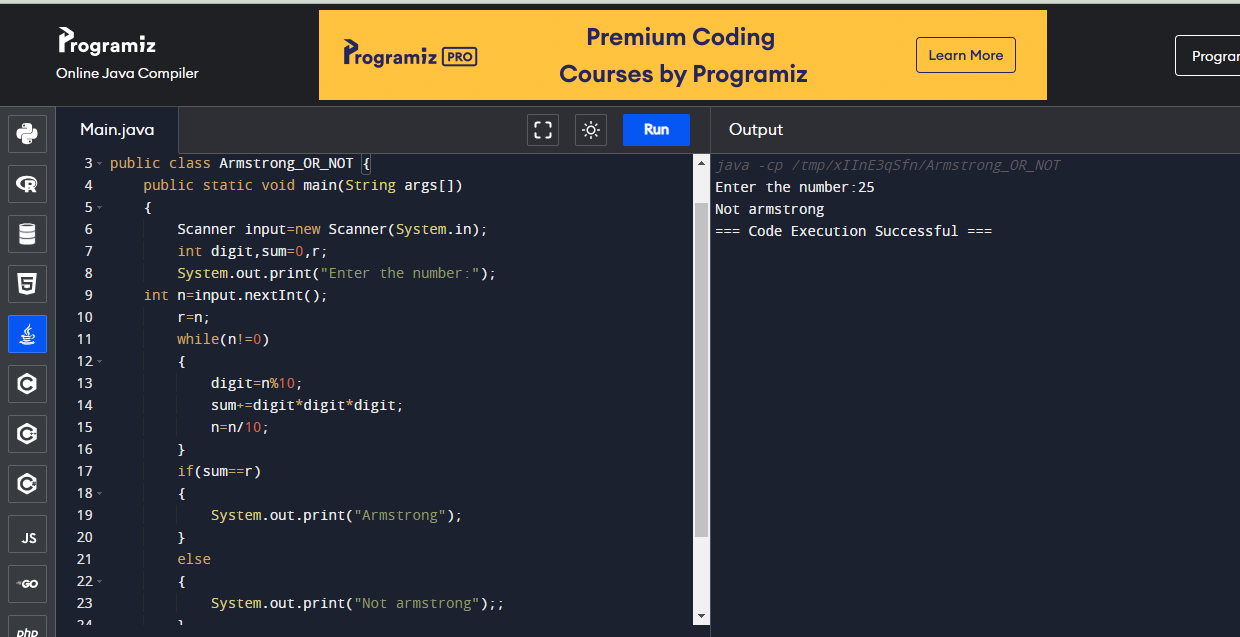 Programiz
Online Java Compiler
Programiz PRO
Premium Coding
Courses by Programiz
Learn More
Program
Main.java
Run
Output
3 public class Armstrong_OR_NOT {
4 public static void main(String args[])
5 {
6 Scanner input=new Scanner(System.in);
7 int digit,sum=0,r;
8 System.out.print("Enter the number:");
9 int n=input.nextInt();
10 r=n;
11 while(n!=0)
12 {
13 digit=n%10;
14 sum+=digit*digit*digit;
15 n=n/10;
16 }
17 if(sum==r)
18 {
19 System.out.print("Armstrong");
20 }
21 else
22 {
23 System.out.print("Not armstrong");;
24 }
java -cp /tmp/xIInE3qSfn/Armstrong_OR_NOT
Enter the number:25
Not armstrong
=== Code Execution Successful ===
R
5
C
C
C
JS
GO
php